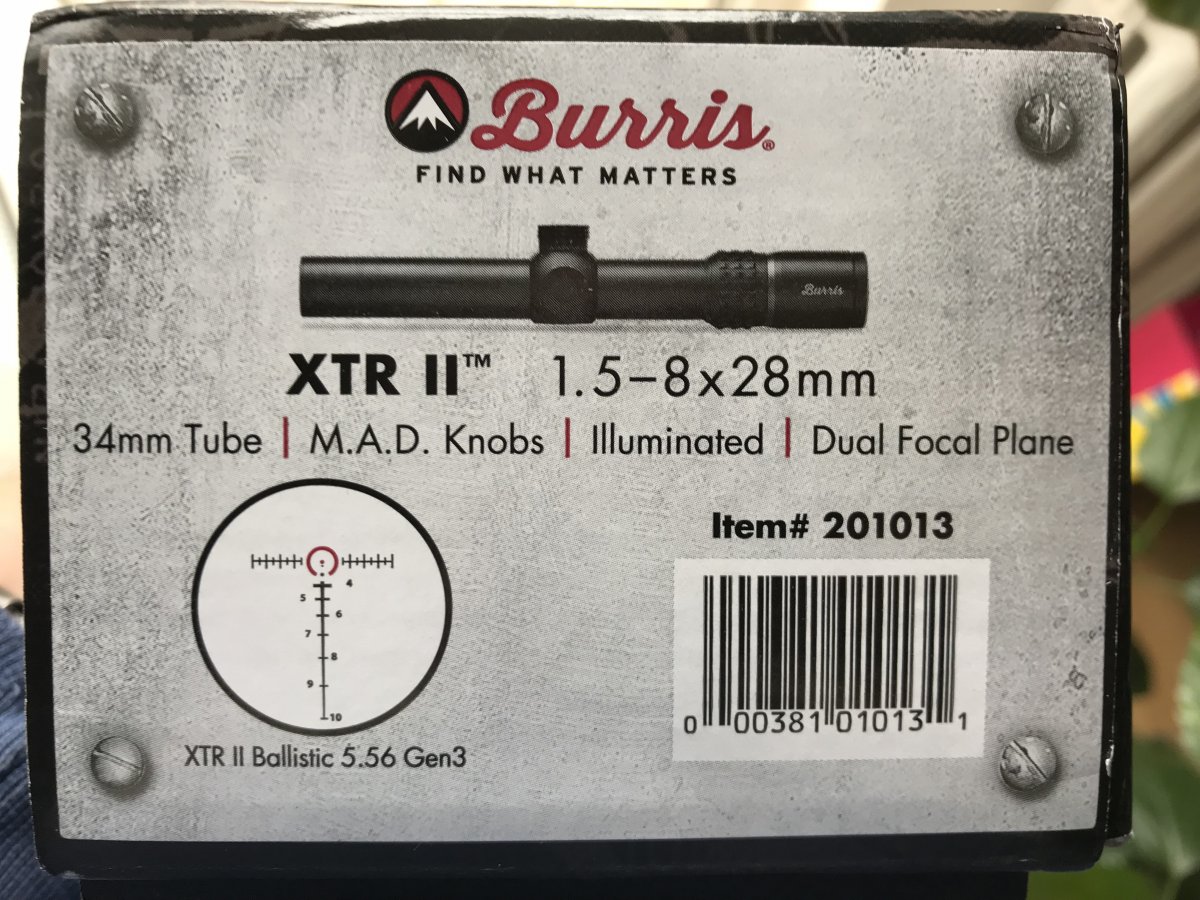 Burris®
FIND WHAT MATTERS
Burris
XTR II™ 1.5-8x28mm
34mm Tube | M.A.D. Knobs | Illuminated | Dual Focal Plane
4
5
6
7
8
9
10
XTR II Ballistic 5.56 Gen3
Item# 201013
0 00381 01013 1